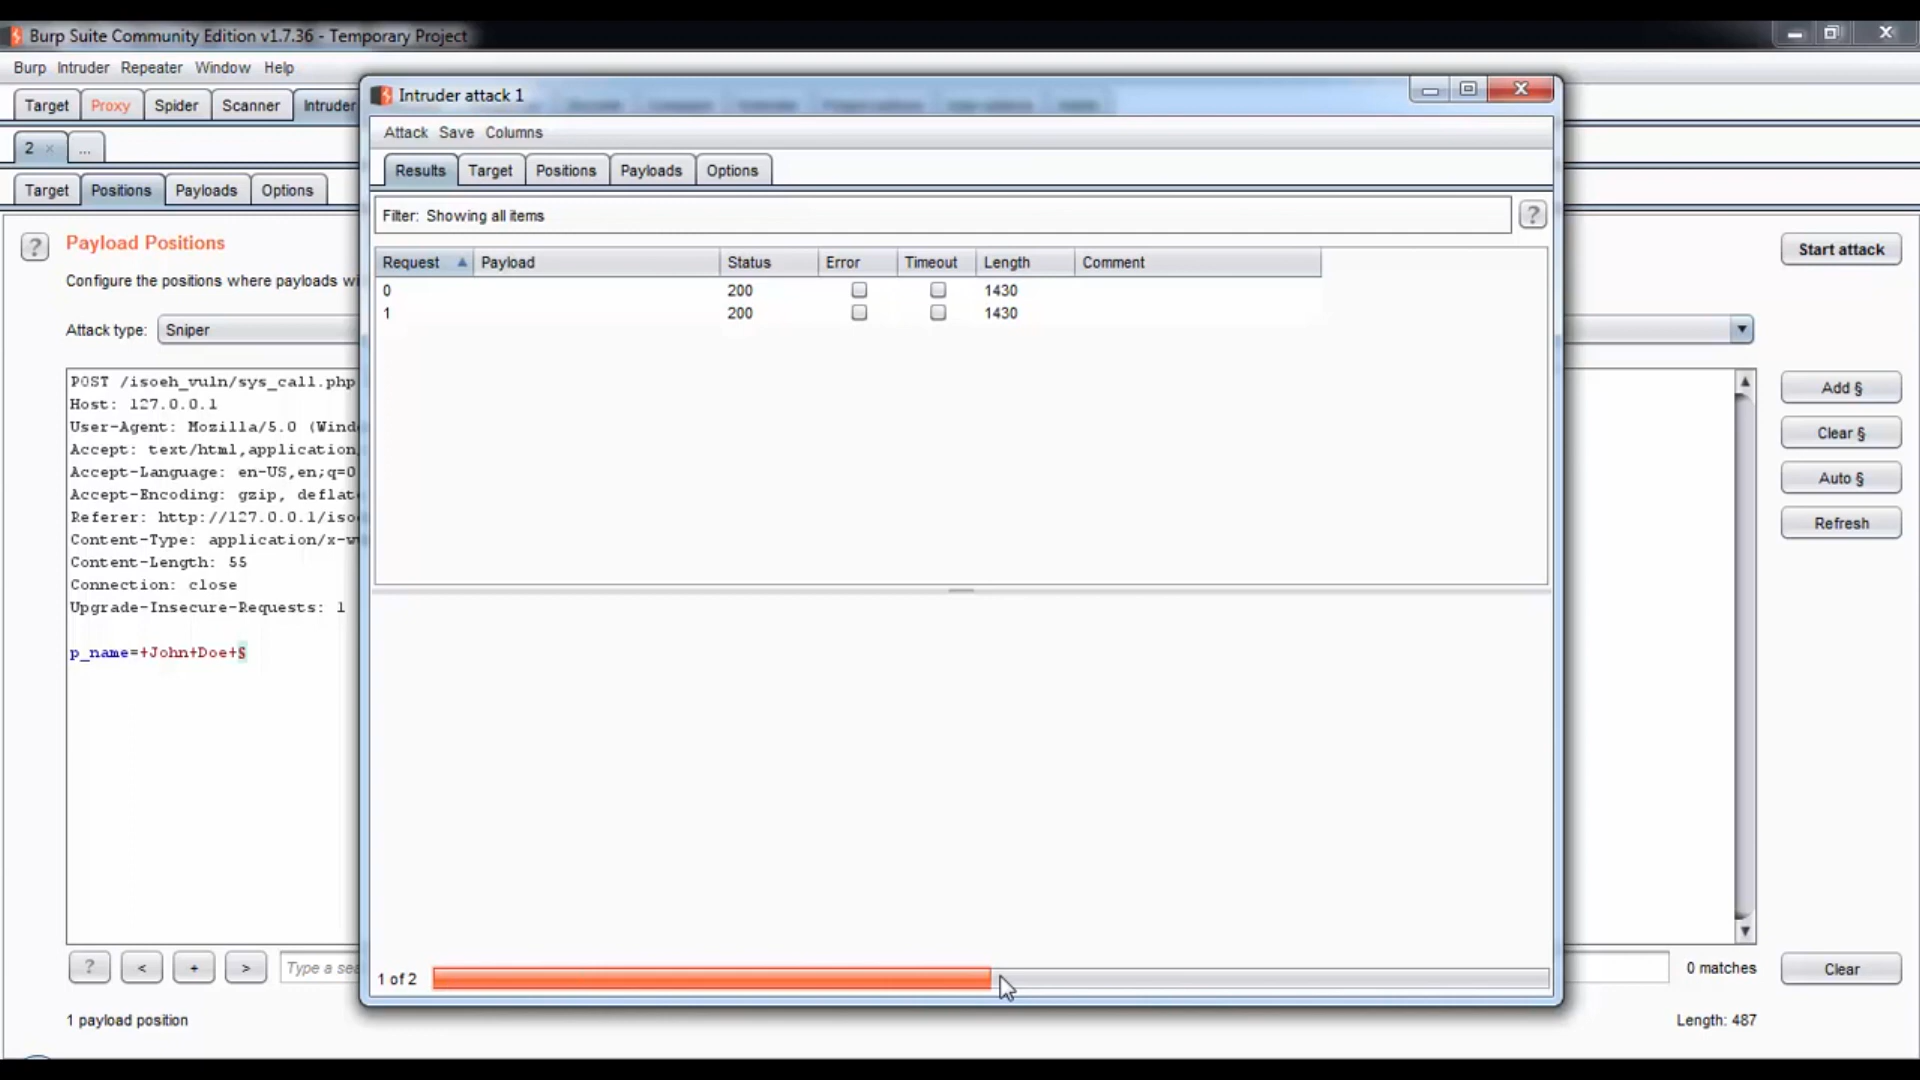 Burp Suite Community Edition v1.7.36 - Temporary Project
Burp Intruder Repeater Window Help
Target Proxy Spider Scanner Intruder
2 × ...
Target Positions Payloads Options
Payload Positions
Configure the positions where payloads wi
Start attack
Attack type: Sniper
POST /isoeh_vuln/sys_call.php
Host: 127.0.0.1
User-Agent: Mozilla/5.0 (Wind
Accept: text/html,application
Accept-Language: en-US,en;q=0
Accept-Encoding: gzip, deflat
Referer: http://127.0.0.1/iso
Content-Type: application/x-w
Content-Length: 55
Connection: close
Upgrade-Insecure-Requests: 1
p_name=+John+Doe+§
Add §
Clear §
Auto §
Refresh
? < + > Type a sea
0 matches
Clear
1 payload position
Length: 487
Intruder attack 1
Attack Save Columns
Results Target Positions Payloads Options
Filter: Showing all items
?
Request Payload Status Error Timeout Length Comment
0 200 1430
1 200 1430
1 of 2